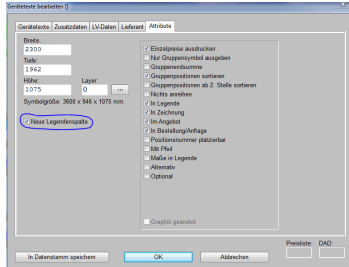 Gerätetexte bearbeiten []
Gerätetexte Zusatzdaten LV-Daten Lieferant Attribute
Breite:
2300
Tiefe:
1962
Höhe: Layer:
1075 0 ...
Symbolgröße: 3600 x 946 x 1075 mm
Neue Legendenspalte
Einzelpreise ausdrucken
Nur Gruppensymbol ausgeben
Gruppenendsumme
Gruppenpositionen sortieren
Gruppenpositionen ab 2. Stelle sortieren
Nichts anreihen
In Legende
In Zeichnung
Im Angebot
In Bestellung/Anfrage
Positionsnummer platzierbar
Mit Pfeil
Maße in Legende
Alternativ
Optional
Graphik geändert
Preisliste: DAD:
In Datenstamm speichern OK Abbrechen